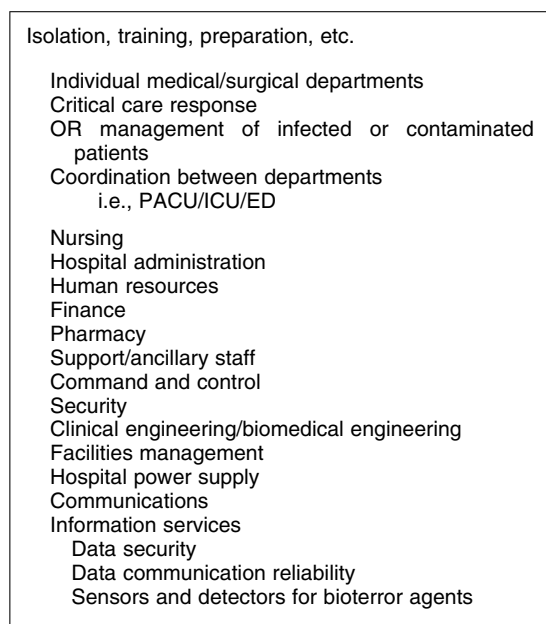 Isolation, training, preparation, etc.
Individual medical/surgical departments
Critical care response
OR management of infected or contaminated
patients
Coordination between departments
i.e., PACU/ICU/ED
Nursing
Hospital administration
Human resources
Finance
Pharmacy
Support/ancillary staff
Command and control
Security
Clinical engineering/biomedical engineering
Facilities management
Hospital power supply
Communications
Information services
Data security
Data communication reliability
Sensors and detectors for bioterror agents